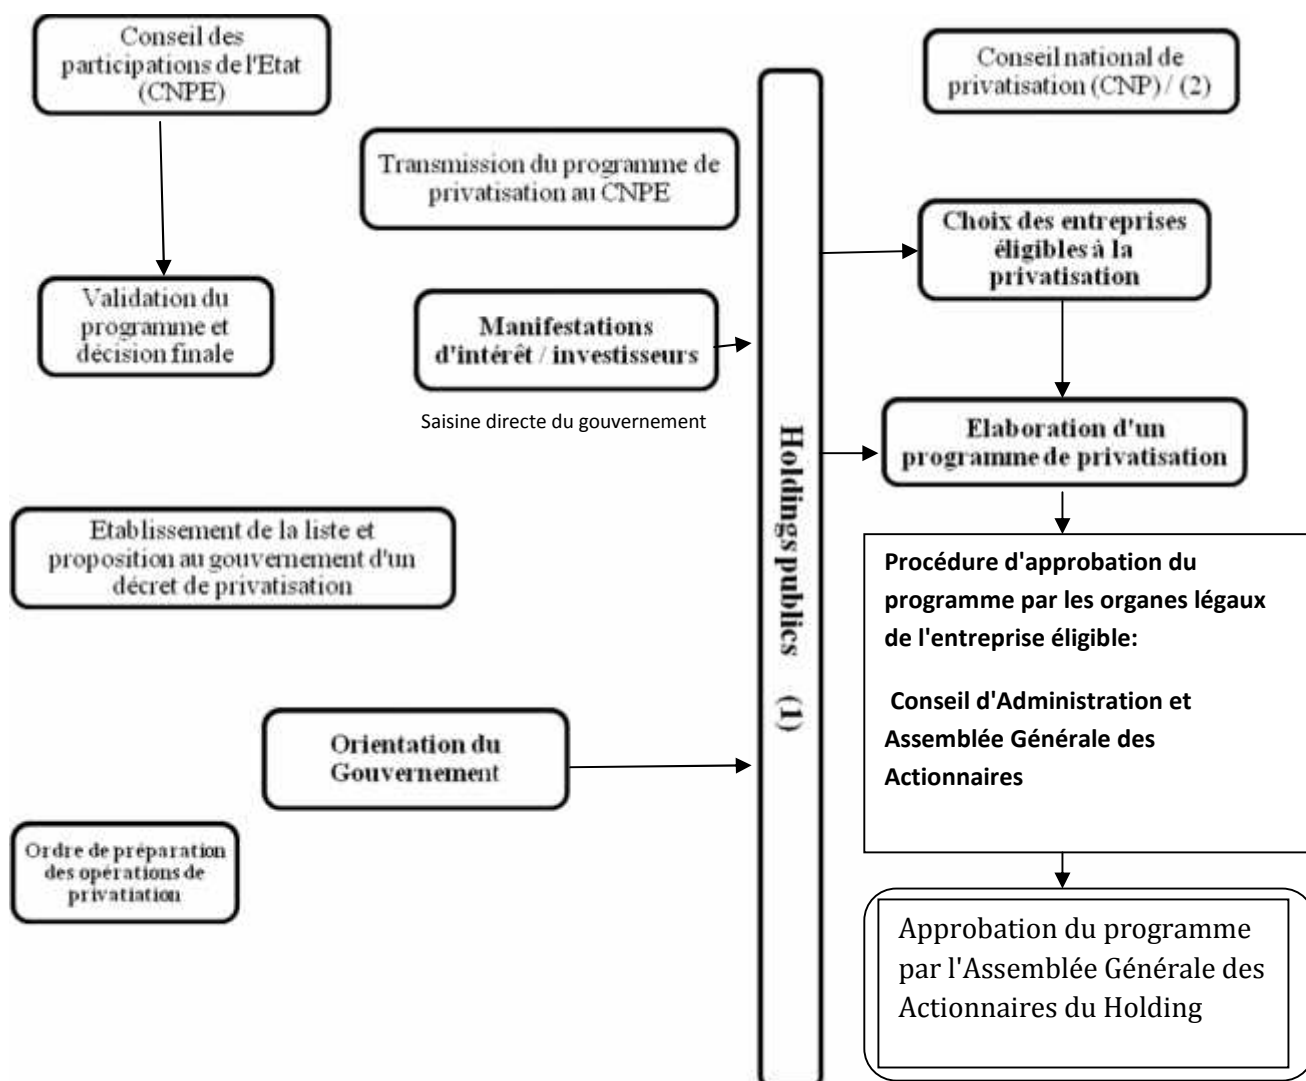 Conseil des
participations de l'Etat
(CNPE)
Conseil national de
privatisation (CNP) / (2)
Transmission du programme de
privatisation au CNPE
Choix des entreprises
éligibles à la
privatisation
Validation du
programme et
décision finale
Manifestations
d'intérêt / investisseurs
Saisine directe du gouvernement
Holdings publics (1)
Elaboration d'un
programme de privatisation
Etablissement de la liste et
proposition au gouvernement d'un
décret de privatisation
Procédure d'approbation du
programme par les organes légaux
de l'entreprise éligible:
Conseil d'Administration et
Assemblée Générale des
Actionnaires
Orientation du
Gouvernement
Ordre de préparation
des opérations de
privatiation
Approbation du programme
par l'Assemblée Générale des
Actionnaires du Holding